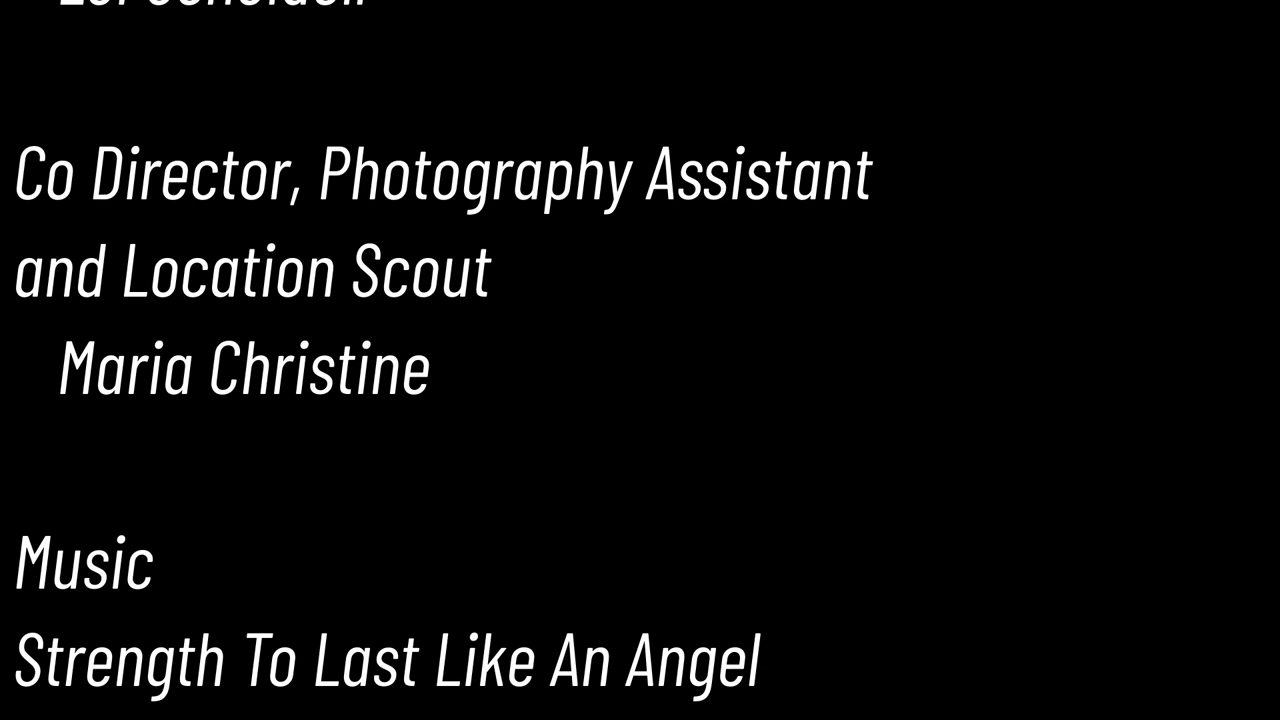 Co Director, Photography Assistant
and Location Scout
Maria Christine
Music
Strength To Last Like An Angel